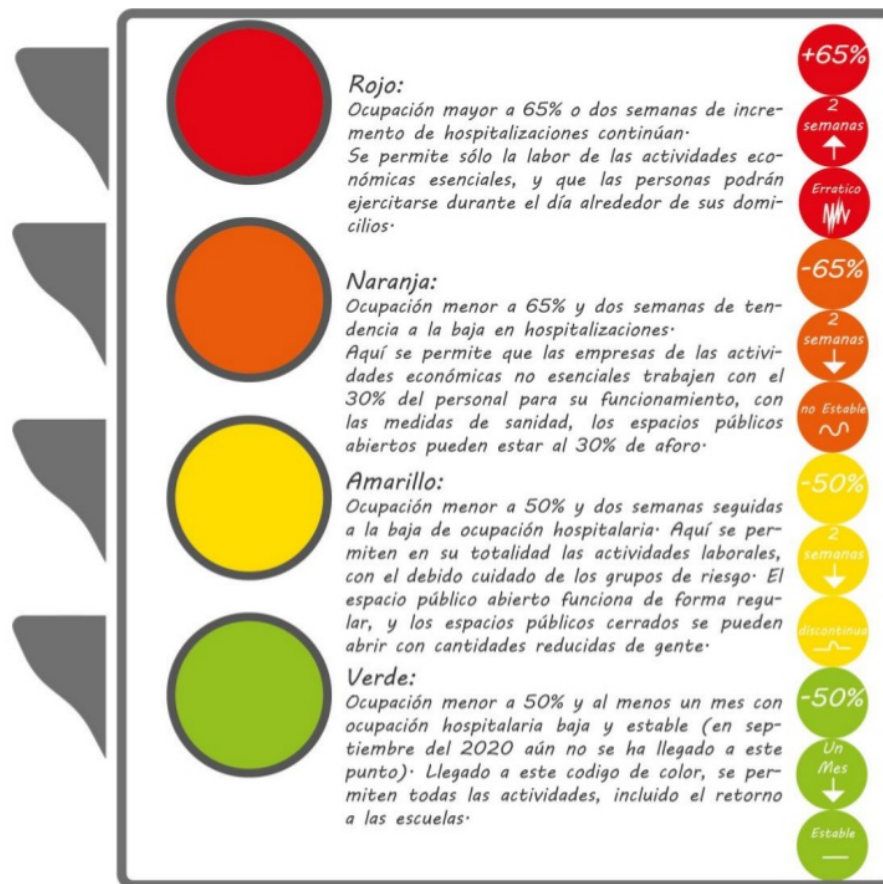 Rojo:
Ocupación mayor a 65% o dos semanas de incre-
mento de hospitalizaciones continúan.
Se permite sólo la labor de las actividades eco-
nómicas esenciales, y que las personas podrán
ejercitarse durante el día alrededor de sus domi-
cilios.
+65%
2
semanas
Erratico
Naranja:
Ocupación menor a 65% y dos semanas de ten-
dencia a la baja en hospitalizaciones.
Aquí se permite que las empresas de las activi-
dades económicas no esenciales trabajen con el
30% del personal para su funcionamiento, con
las medidas de sanidad, los espacios públicos
abiertos pueden estar al 30% de aforo.
-65%
2
semanas
no Estable
Amarillo:
Ocupación menor a 50% y dos semanas seguidas
a la baja de ocupación hospitalaria. Aquí se per-
miten en su totalidad las actividades laborales,
con el debido cuidado de los grupos de riesgo. El
espacio público abierto funciona de forma regu-
lar, y los espacios públicos cerrados se pueden
abrir con cantidades reducidas de gente.
-50%
2
semanas
discontinua
Verde:
Ocupación menor a 50% y al menos un mes con
ocupación hospitalaria baja y estable (en sep-
tiembre del 2020 aún no se ha llegado a este
punto). Llegado a este codigo de color, se per-
miten todas las actividades, incluido el retorno
a las escuelas.
-50%
Un
Mes
Estable